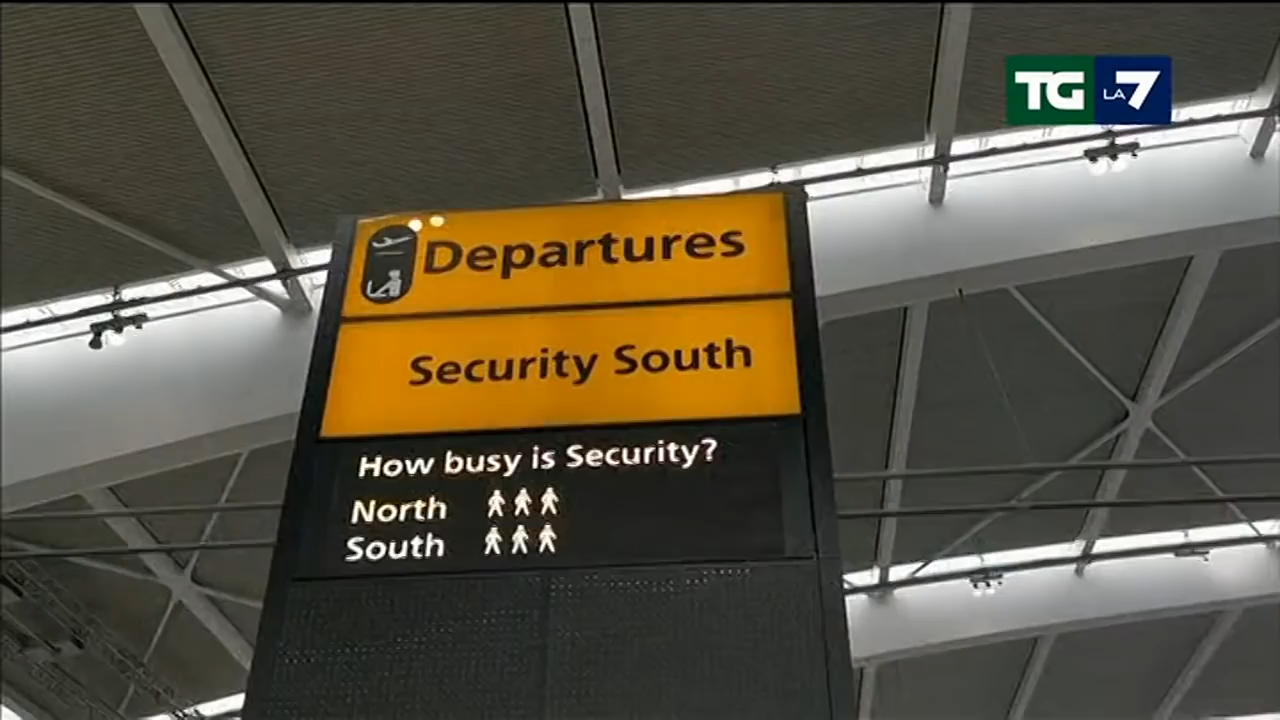 TG LA7
Departures
Security South
How busy is Security?
North
South